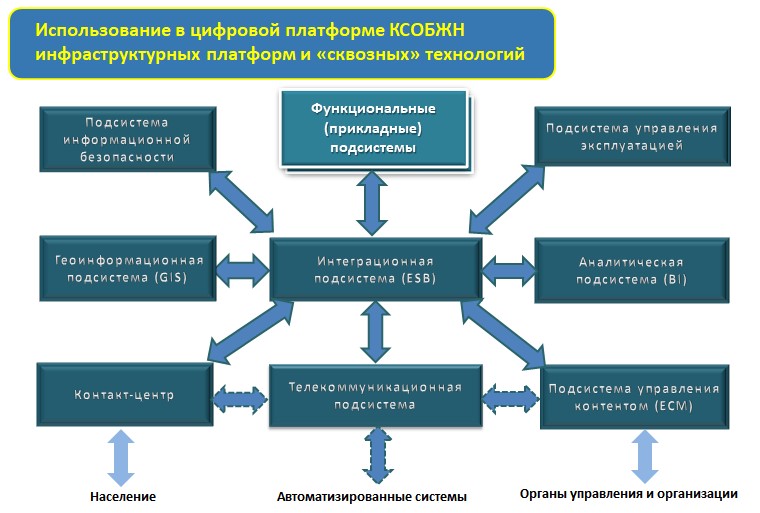 Использование в цифровой платформе КСОБЖН
инфраструктурных платформ и «сквозных» технологий
Подсистема
информационной
безопасности
Функциональные
(прикладные)
подсистемы
Подсистема управления
эксплуатацией
Геоинформационная
подсистема (GIS)
Интеграционная
подсистема (ESB)
Аналитическая
подсистема (BI)
Контакт-центр
Телекоммуникационная
подсистема
Подсистема управления
контентом (ECM)
Население
Автоматизированные системы
Органы управления и организации